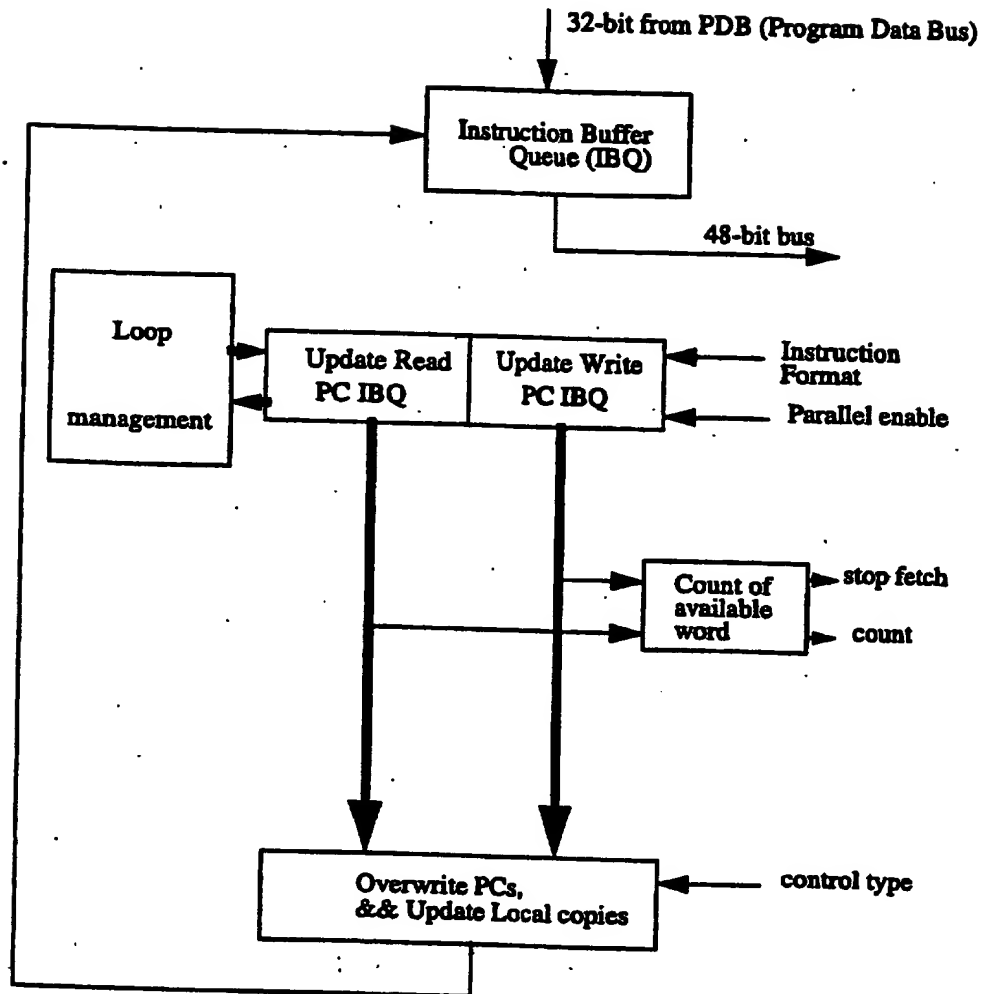 32-bit from PDB (Program Data Bus)
Instruction Buffer
Queue (IBQ)
48-bit bus
Loop
management
Update Read
PC IBQ
Update Write
PC IBQ
Instruction
Format
Parallel enable
Count of
available
word
stop fetch
count
Overwrite PCs,
&& Update Local copies
control type